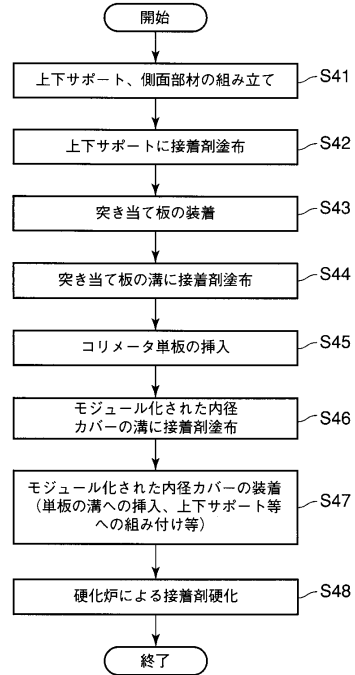 開始
上下サポート、側面部材の組み立て
S41
上下サポートに接着剤塗布
S42
突き当て板の装着
S43
突き当て板の溝に接着剤塗布
S44
コリメータ単板の挿入
S45
モジュール化された内径
カバーの溝に接着剤塗布
S46
モジュール化された内径カバーの装着
(単板の溝への挿入、上下サポート等
への組み付け等)
S47
硬化炉による接着剤硬化
S48
終了